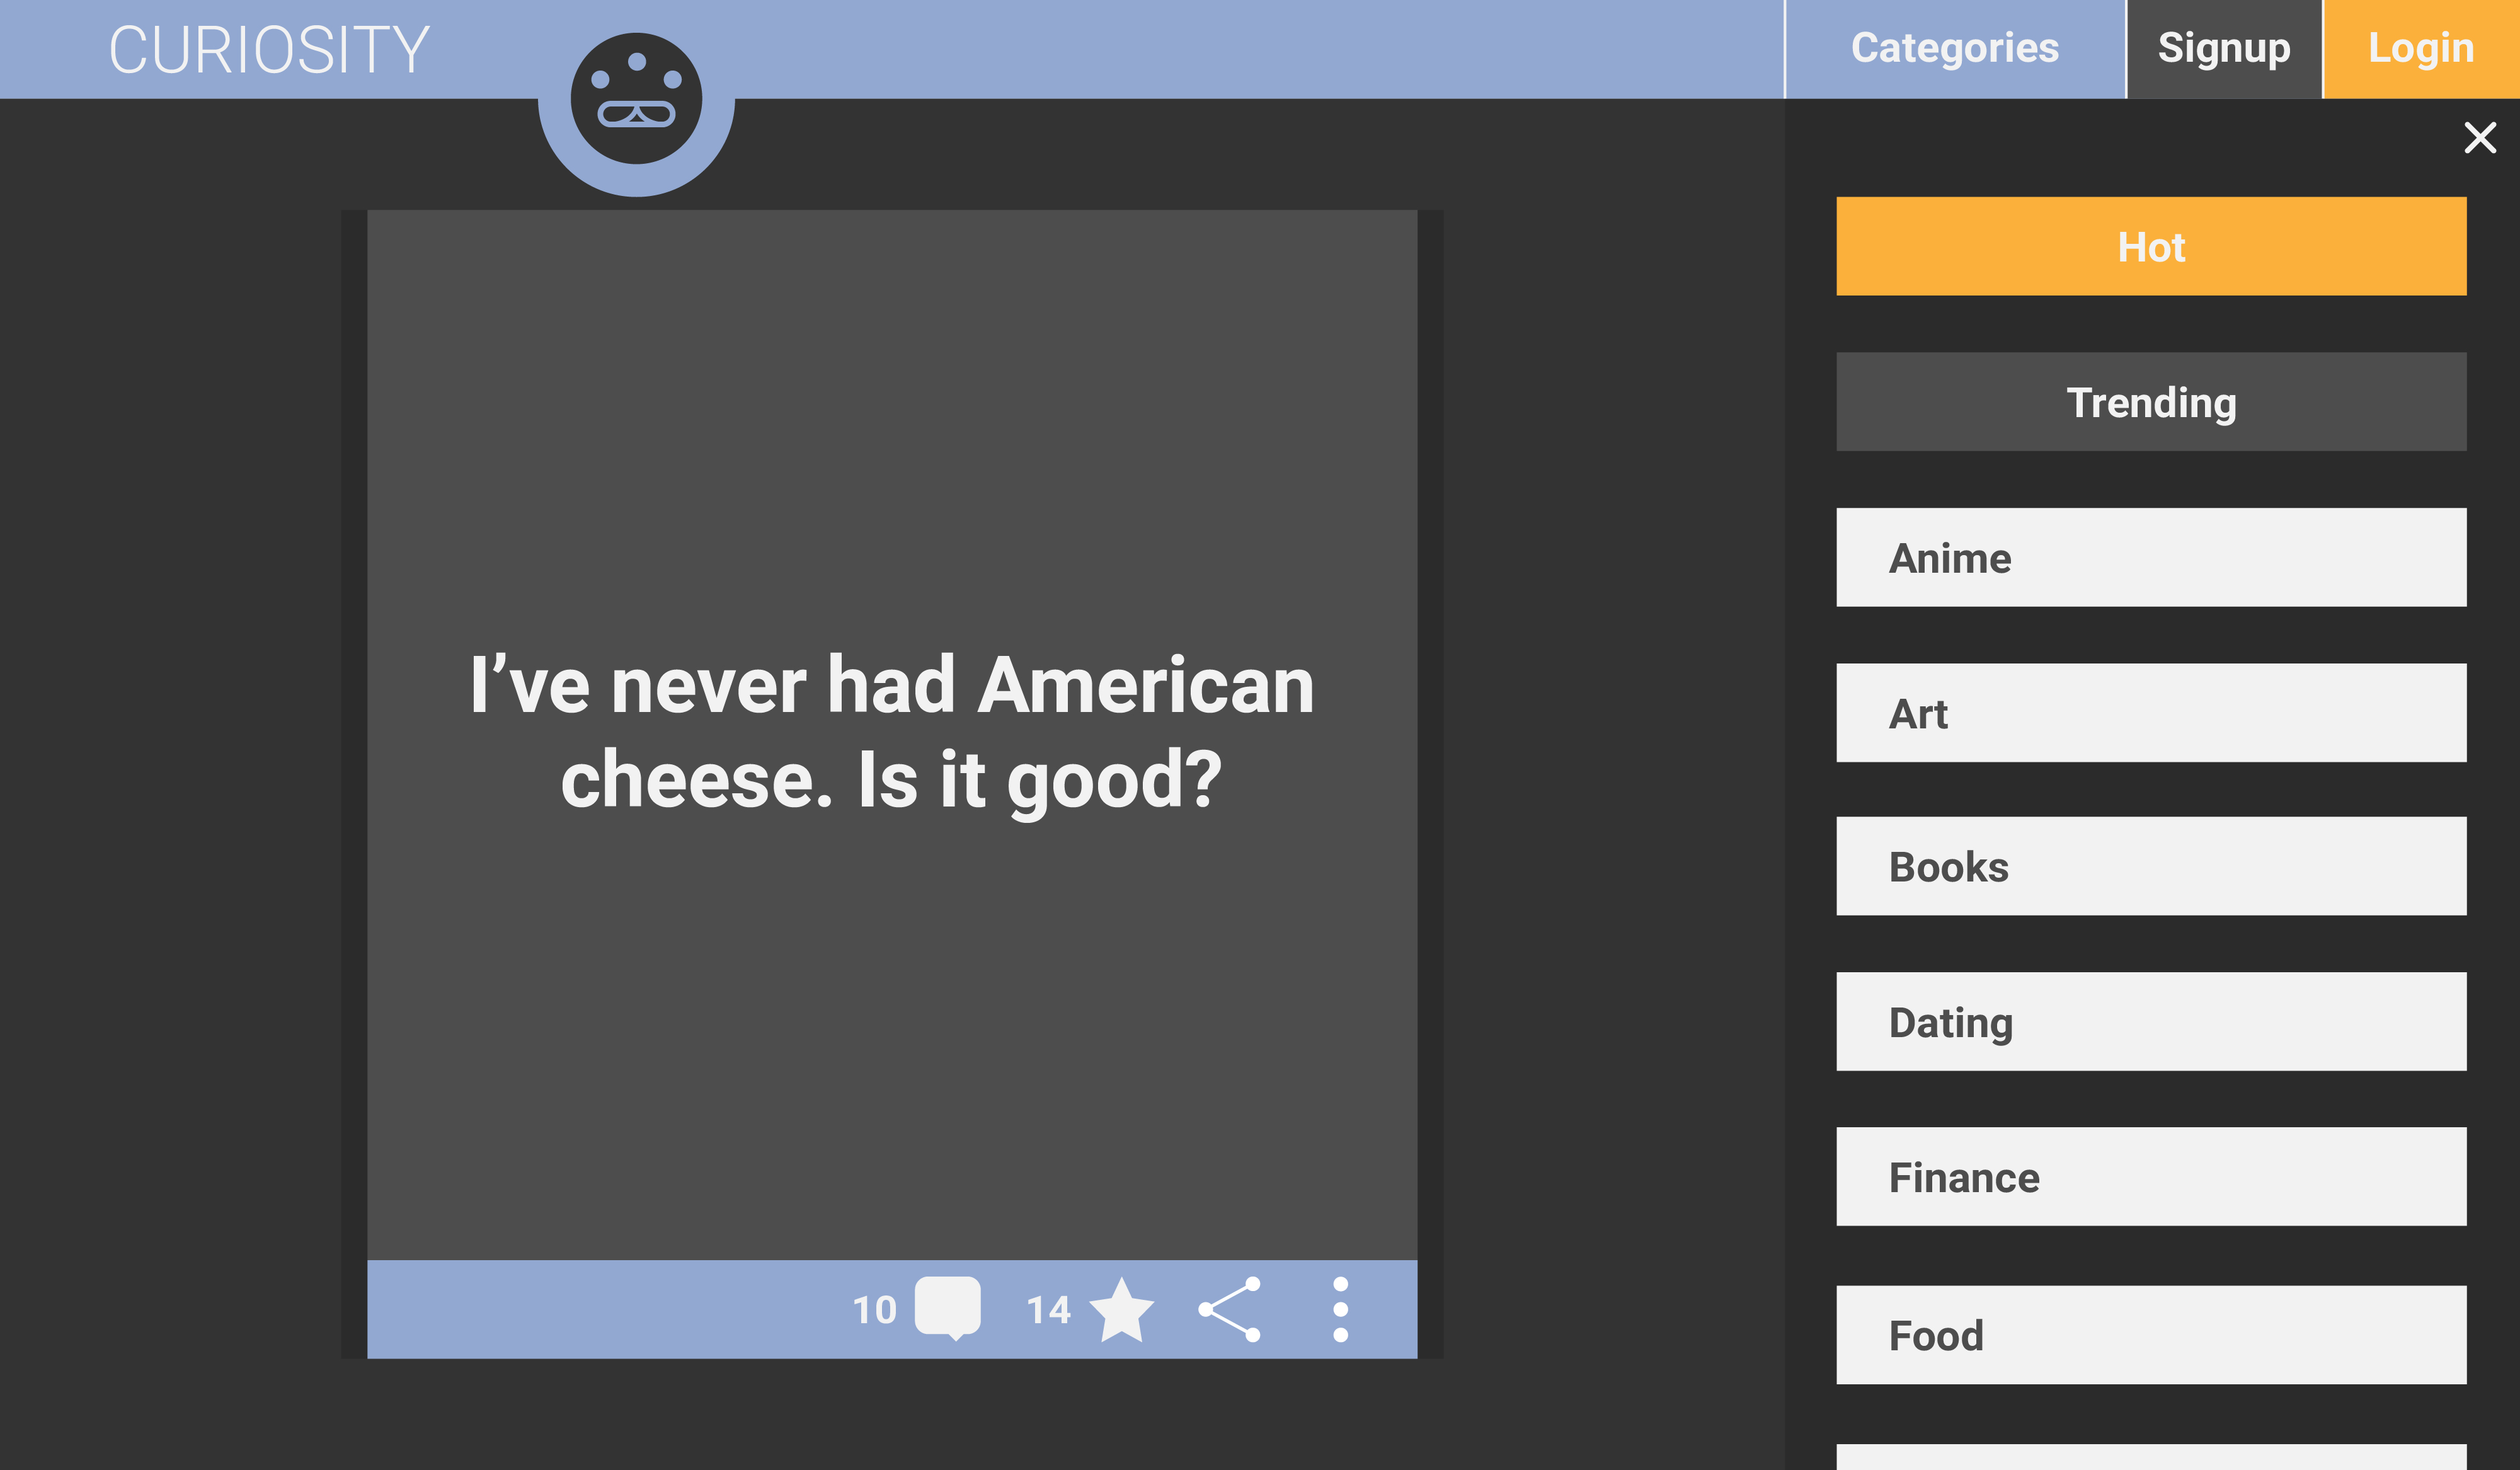 CURIOSITY
Categories
Signup
Login
I’ve never had American
cheese. Is it good?
10
14
Hot
Trending
Anime
Art
Books
Dating
Finance
Food